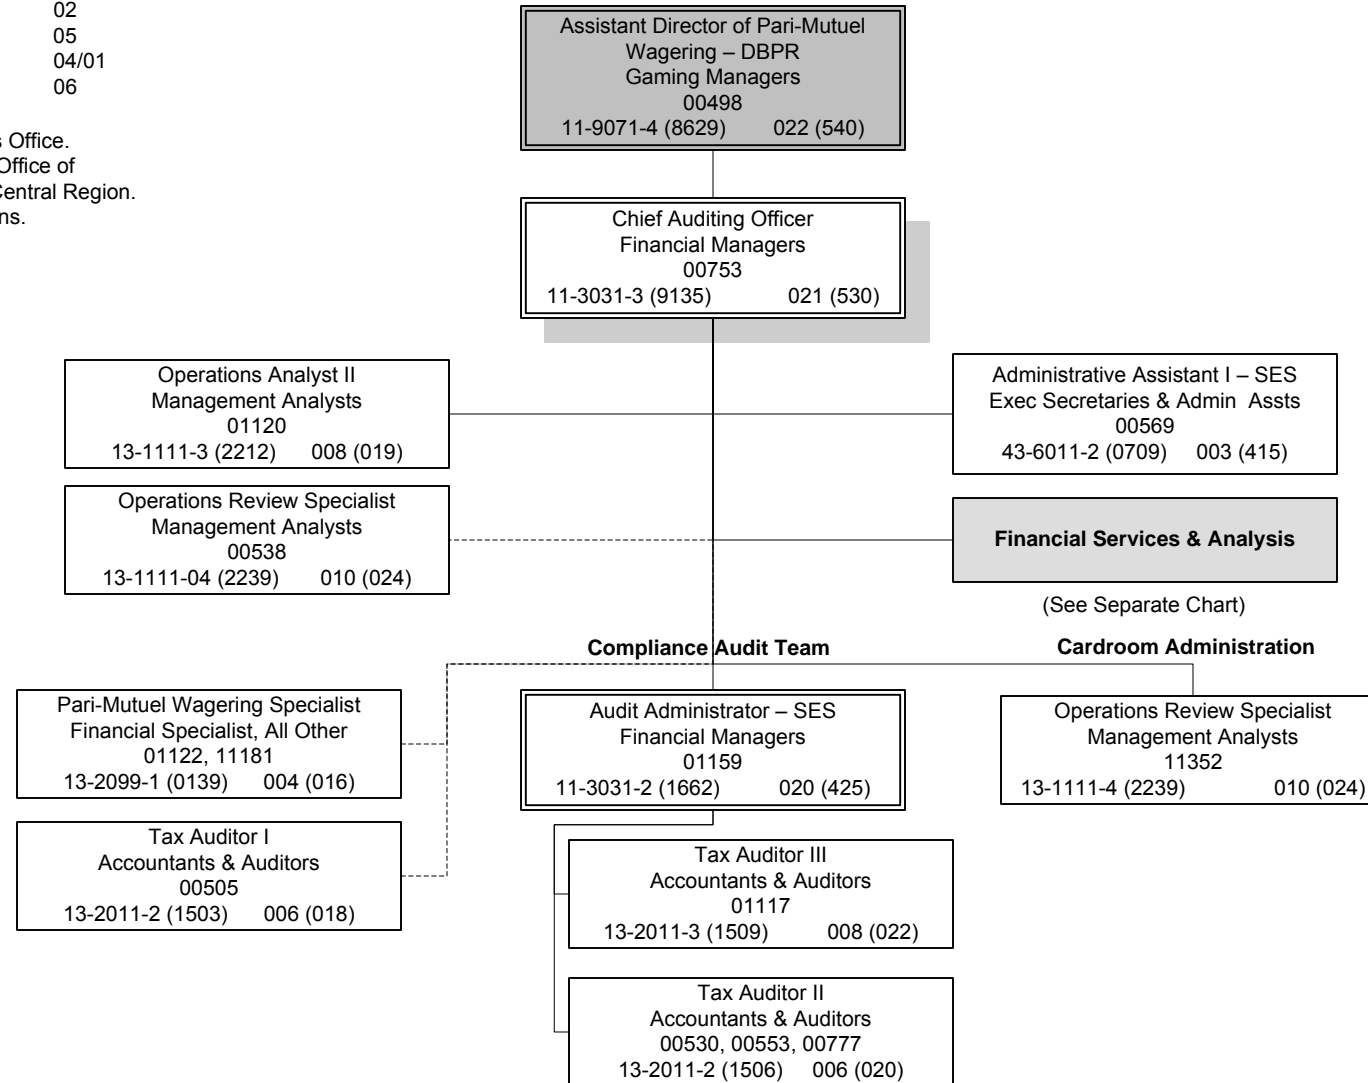 02
05
04/01
06
s Office.
Office of
Central Region.
ns.
Assistant Director of Pari-Mutuel
Wagering – DBPR
Gaming Managers
00498
11-9071-4 (8629) 022 (540)
Chief Auditing Officer
Financial Managers
00753
11-3031-3 (9135) 021 (530)
Operations Analyst II
Management Analysts
01120
13-1111-3 (2212) 008 (019)
Administrative Assistant I – SES
Exec Secretaries & Admin Assts
00569
43-6011-2 (0709) 003 (415)
Operations Review Specialist
Management Analysts
00538
13-1111-04 (2239) 010 (024)
Financial Services & Analysis
(See Separate Chart)
Compliance Audit Team
Cardroom Administration
Pari-Mutuel Wagering Specialist
Financial Specialist, All Other
01122, 11181
13-2099-1 (0139) 004 (016)
Audit Administrator – SES
Financial Managers
01159
11-3031-2 (1662) 020 (425)
Operations Review Specialist
Management Analysts
11352
13-1111-4 (2239) 010 (024)
Tax Auditor I
Accountants & Auditors
00505
13-2011-2 (1503) 006 (018)
Tax Auditor III
Accountants & Auditors
01117
13-2011-3 (1509) 008 (022)
Tax Auditor II
Accountants & Auditors
00530, 00553, 00777
13-2011-2 (1506) 006 (020)